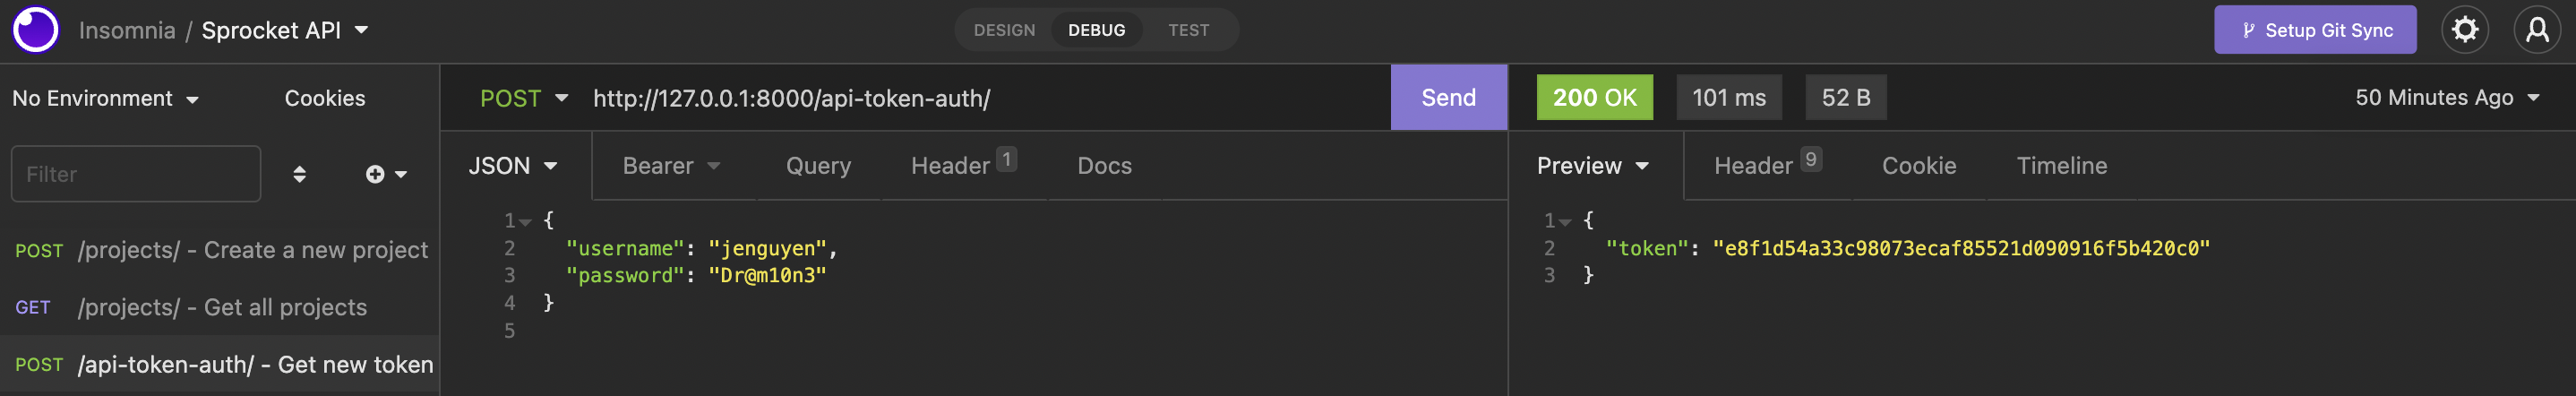 Insomnia / Sprocket API
DESIGN DEBUG TEST
Setup Git Sync
No Environment Cookies
POST http://127.0.0.1:8000/api-token-auth/ Send
200 OK 101 ms 52 B 50 Minutes Ago
Filter
JSON Bearer Query Header 1 Docs
Preview Header 9 Cookie Timeline
POST /projects/ - Create a new project
GET /projects/ - Get all projects
POST /api-token-auth/ - Get new token
1 {
2 "username": "jenguyen",
3 "password": "Dr@m10n3"
4 }
5
1 {
2 "token": "e8f1d54a33c98073ecaf85521d090916f5b420c0"
3 }